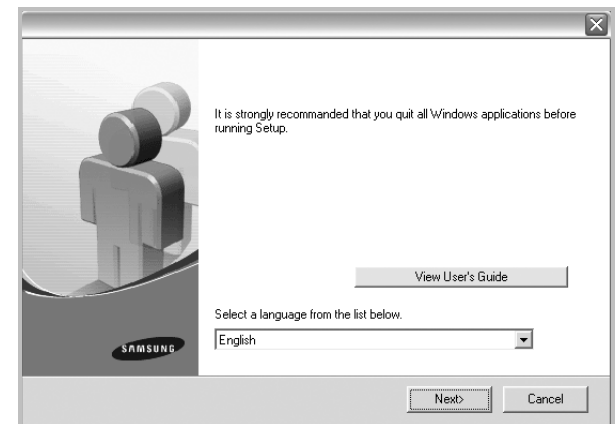 It is strongly recommanded that you quit all Windows applications before
running Setup.
View User's Guide
Select a language from the list below.
English
SAMSUNG
Next>
Cancel